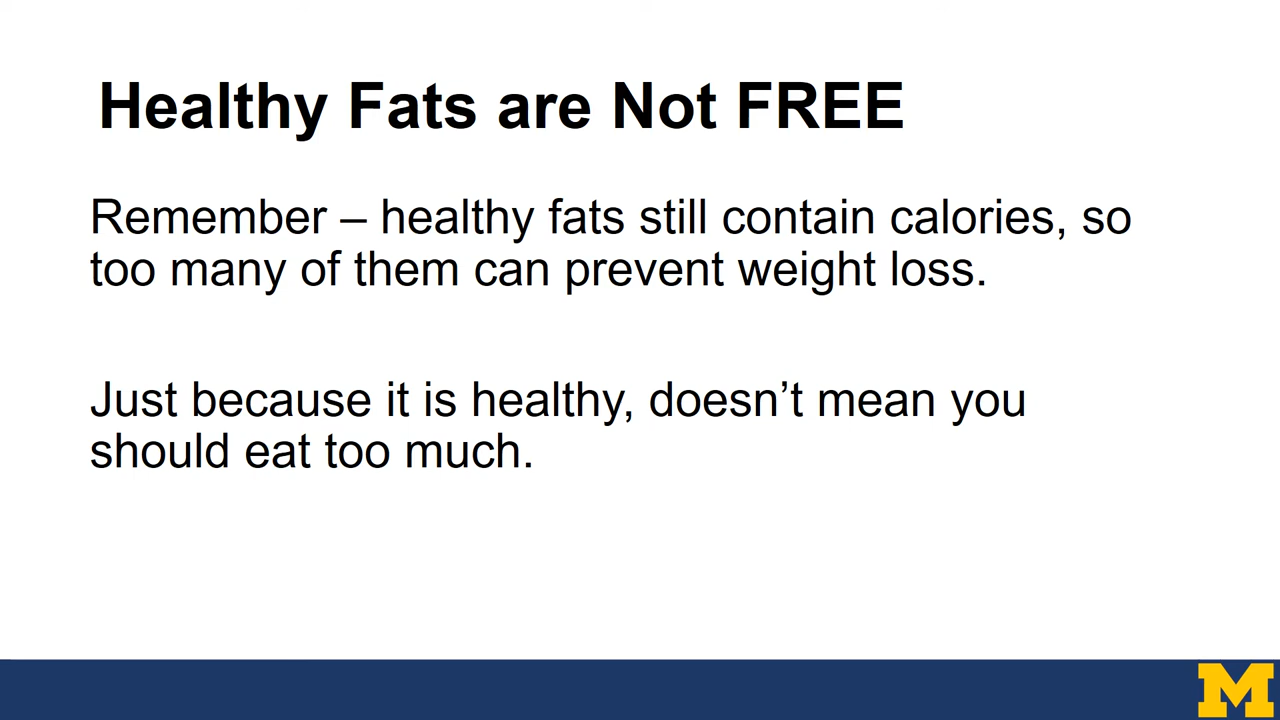 Healthy Fats are Not FREE
Remember – healthy fats still contain calories, so
too many of them can prevent weight loss.
Just because it is healthy, doesn’t mean you
should eat too much.
M